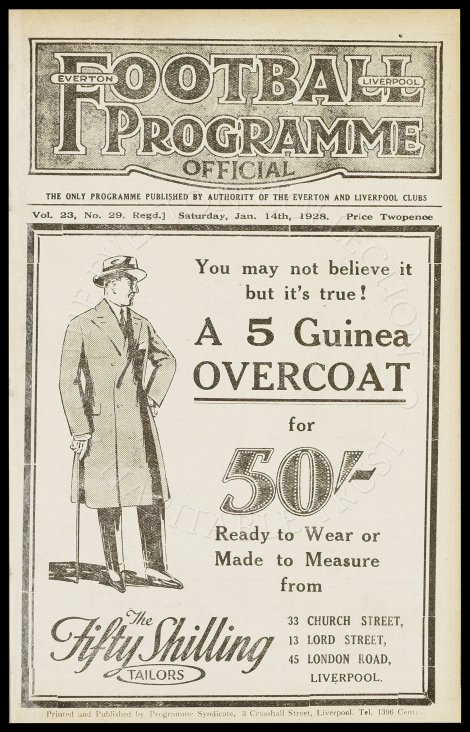 EVERTON
LIVERPOOL
FOOTBALL
PROGRAMME
OFFICIAL
THE ONLY PROGRAMME PUBLISHED BY AUTHORITY OF THE EVERTON AND LIVERPOOL CLUBS
Vol. 23, No. 29. Regd.] Saturday, Jan. 14th, 1928. Price Twopence
You may not believe it
but it's true!
A 5 Guinea
OVERCOAT
for
50/-
Ready to Wear or
Made to Measure
from
The
Fifty Shilling
TAILORS
33 CHURCH STREET,
13 LORD STREET,
45 LONDON ROAD,
LIVERPOOL.
Printed and Published by Programme Syndicate, 3 Crosshall Street, Liverpool. Tel. 1396